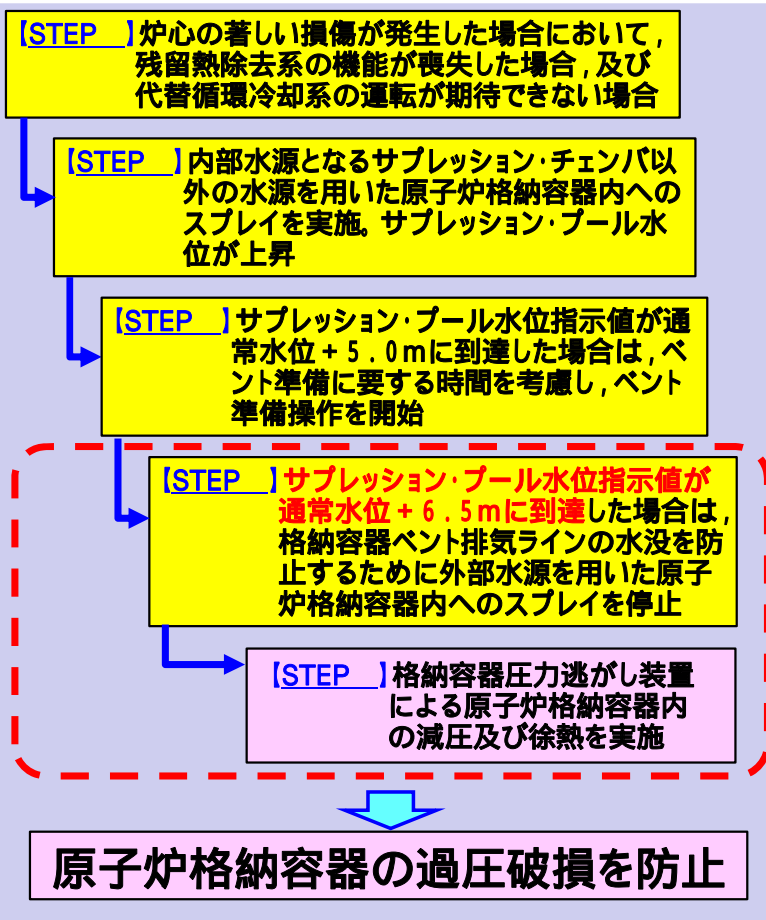 【STEP　】炉心の著しい損傷が発生した場合において,
残留熱除去系の機能が喪失した場合,及び
代替循環冷却系の運転が期待できない場合
【STEP　】内部水源となるサプレッション・チェンバ以
外の水源を用いた原子炉格納容器内への
スプレイを実施。サプレッション・プール水
位が上昇
【STEP　】サプレッション・プール水位指示値が通
常水位+5.0mに到達した場合は,ベ
ント準備に要する時間を考慮し,ベント
準備操作を開始
【STEP　】サプレッション・プール水位指示値が
通常水位+6.5mに到達した場合は,
格納容器ベント排気ラインの水没を防
止するために外部水源を用いた原子
炉格納容器内へのスプレイを停止
【STEP　】格納容器圧力逃がし装置
による原子炉格納容器内
の減圧及び徐熱を実施
原子炉格納容器の過圧破損を防止